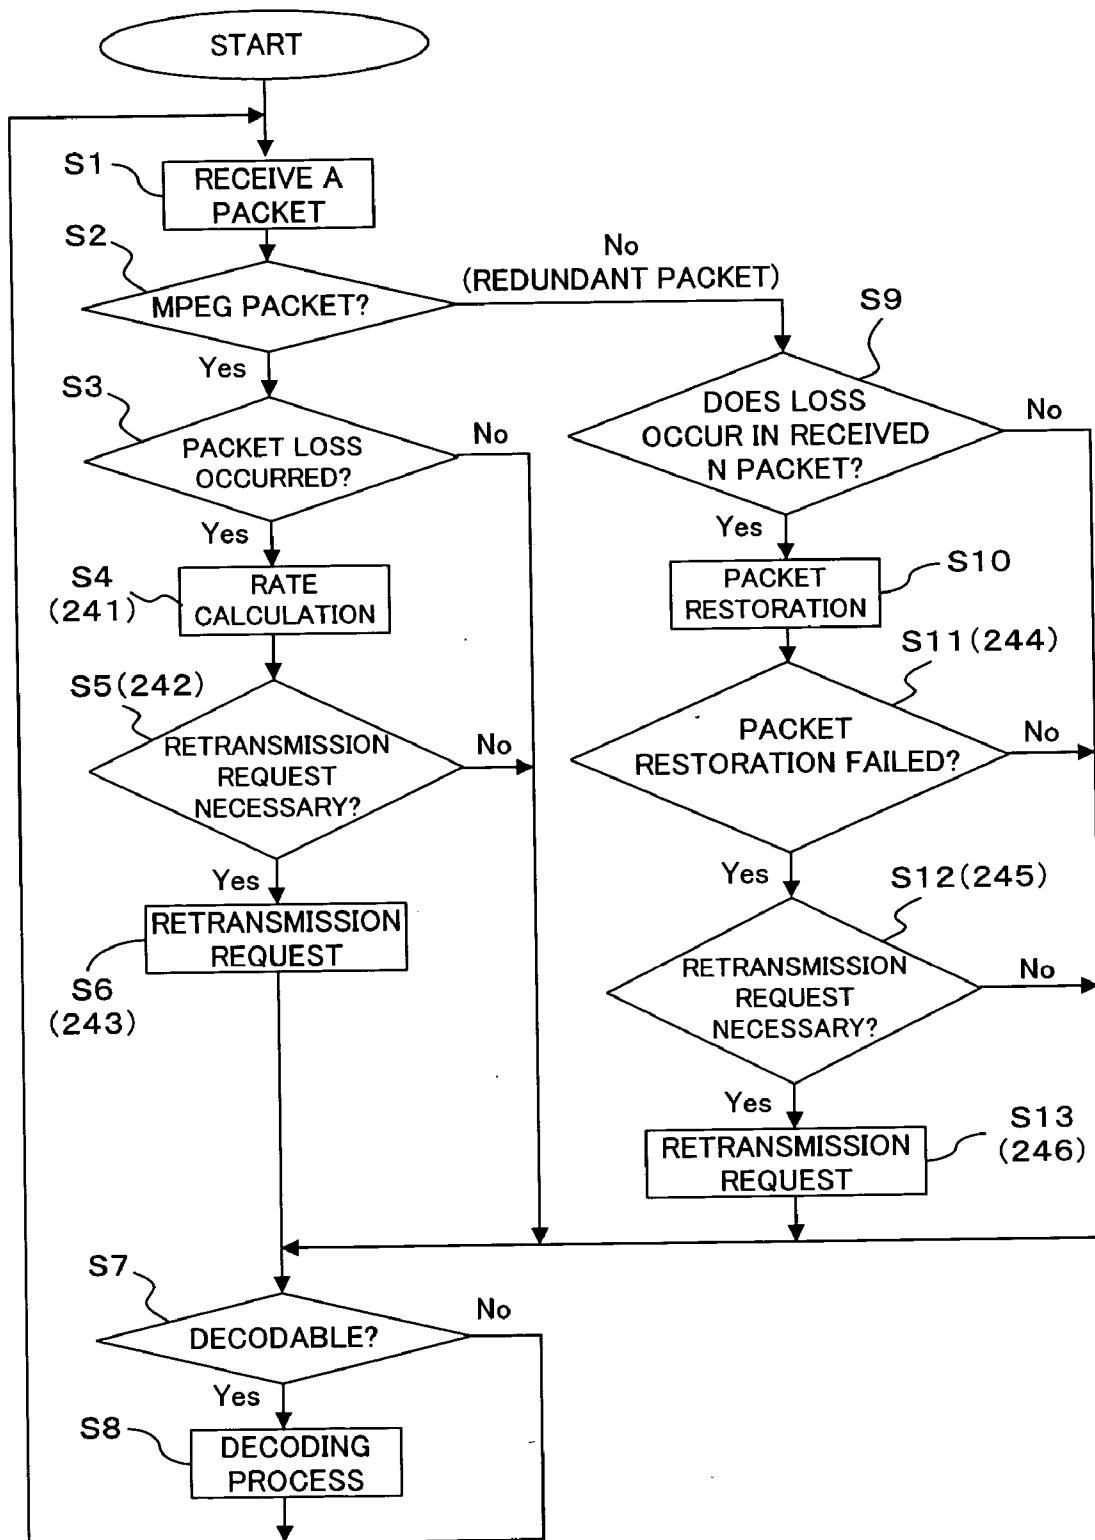 START
S1
RECEIVE A
PACKET
S2
MPEG PACKET?
No
(REDUNDANT PACKET)
Yes
S3
PACKET LOSS
OCCURRED?
No
Yes
S4
(241)
RATE
CALCULATION
S5(242)
RETRANSMISSION
REQUEST
NECESSARY?
No
Yes
RETRANSMISSION
REQUEST
S6
(243)
S9
DOES LOSS
OCCUR IN RECEIVED
N PACKET?
No
Yes
S10
PACKET
RESTORATION
S11(244)
PACKET
RESTORATION FAILED?
No
Yes
S12(245)
RETRANSMISSION
REQUEST
NECESSARY?
No
Yes
S13
(246)
RETRANSMISSION
REQUEST
S7
DECODABLE?
No
Yes
S8
DECODING
PROCESS